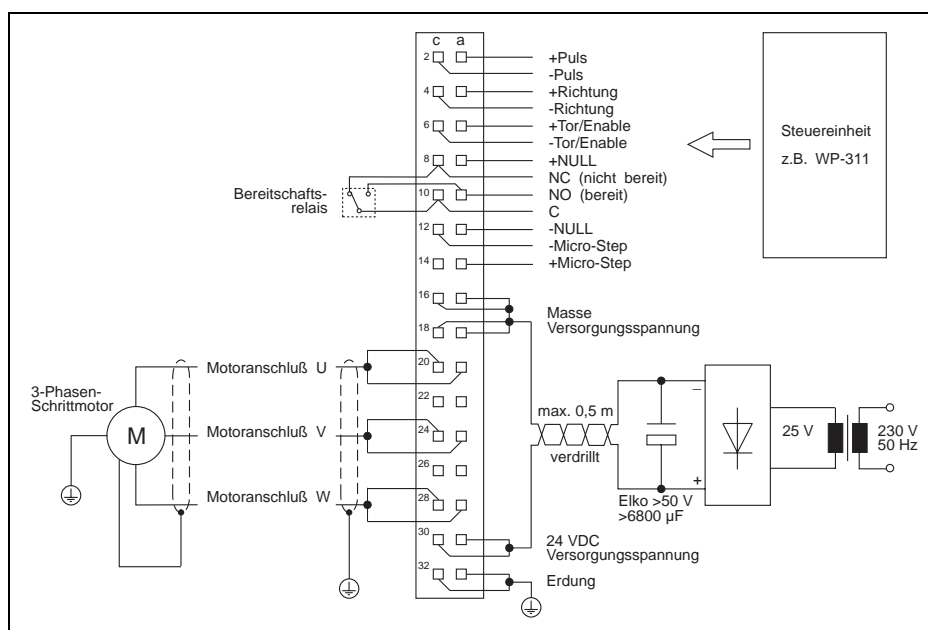 c a
2
+Puls
-Puls
4
+Richtung
-Richtung
6
+Tor/Enable
-Tor/Enable
8
+NULL
NC (nicht bereit)
10
NO (bereit)
C
12
-NULL
-Micro-Step
14
+Micro-Step
16
18
20
22
24
26
28
30
32
Steuereinheit
z.B. WP-311
Bereitschafts-
relais
Masse
Versorgungsspannung
3-Phasen-
Schrittmotor
M
Motoranschluß U
Motoranschluß V
Motoranschluß W
max. 0,5 m
verdrillt
–
+
Elko >50 V
>6800 µF
25 V
230 V
50 Hz
24 VDC
Versorgungsspannung
Erdung